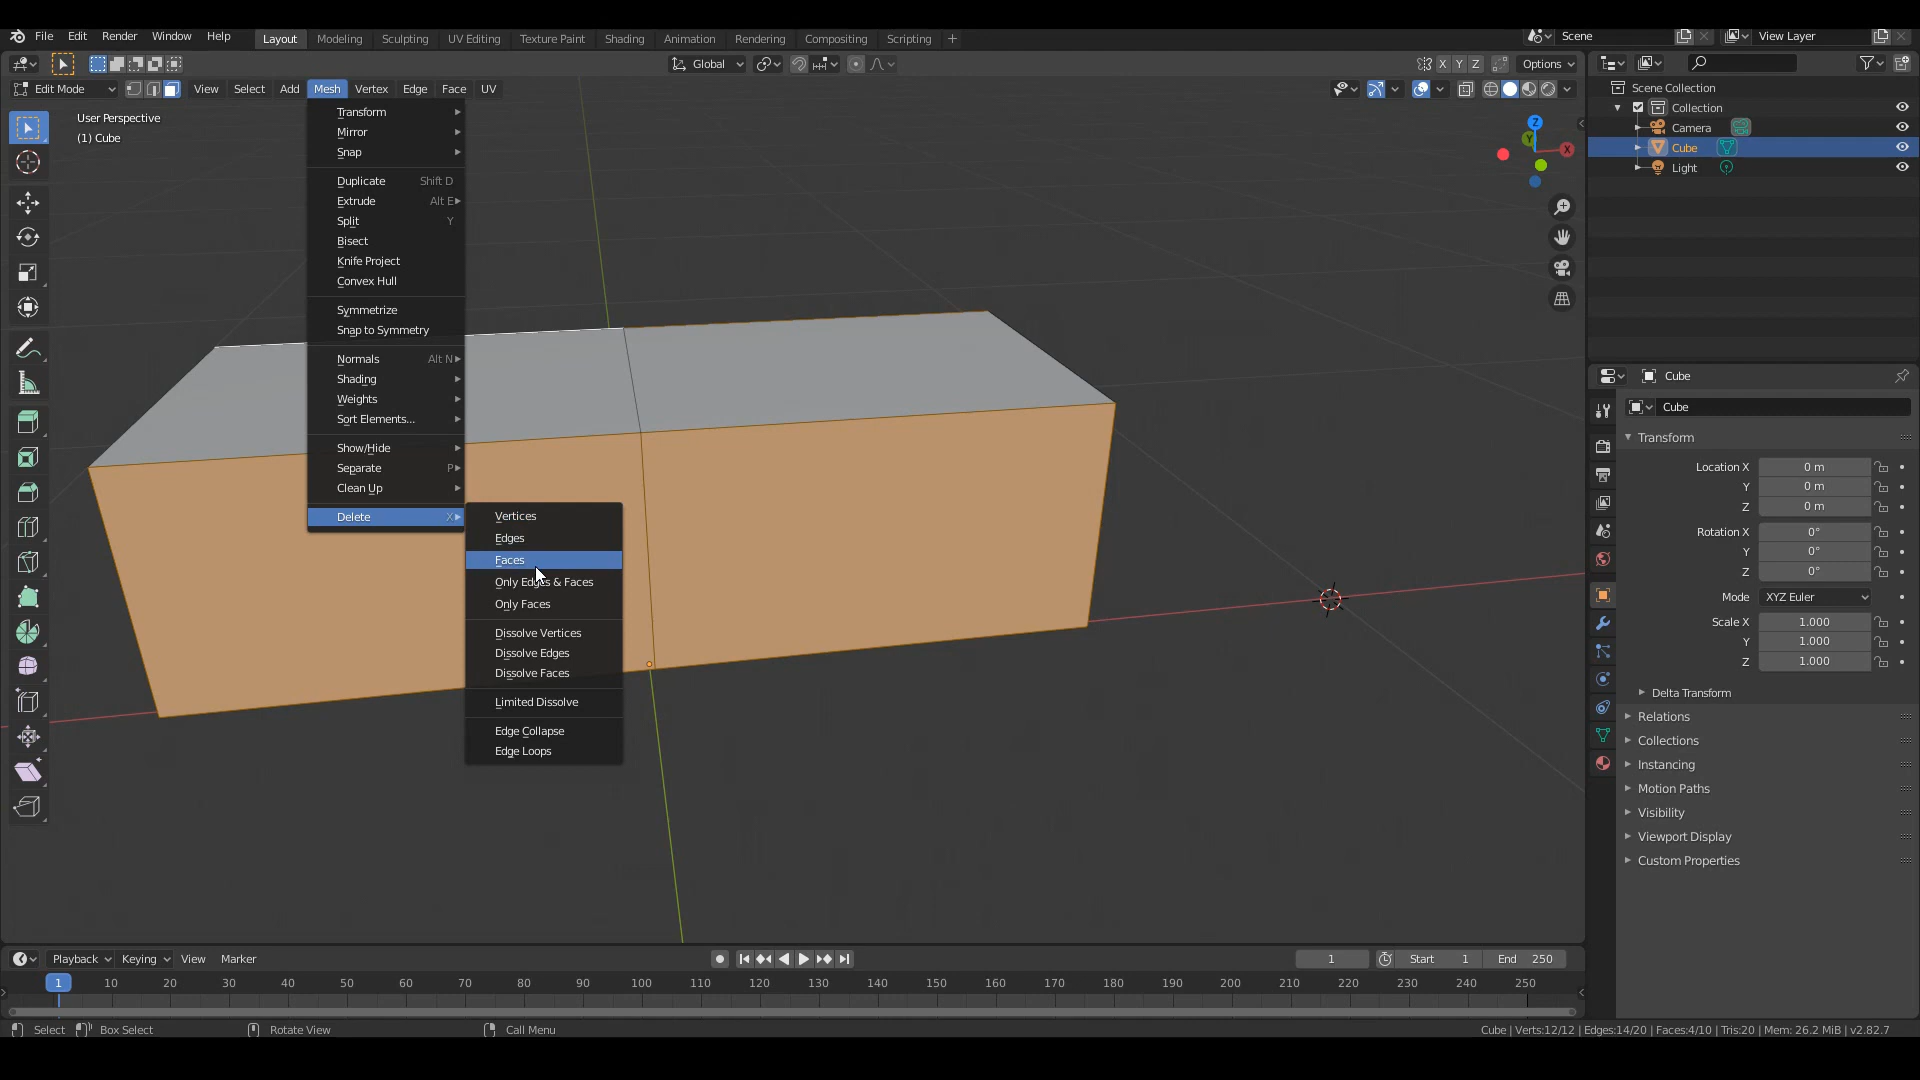 File Edit Render Window Help Layout Modeling Sculpting UV Editing Texture Paint Shading Animation Rendering Compositing Scripting + Scene View Layer
Global X Y Z Options
Edit Mode View Select Add Mesh Vertex Edge Face UV
User Perspective
(1) Cube
Transform
Mirror
Snap
Duplicate Shift D
Extrude Alt E
Split Y
Bisect
Knife Project
Convex Hull
Symmetrize
Snap to Symmetry
Normals Alt N
Shading
Weights
Sort Elements...
Show/Hide
Separate P
Clean Up
Delete X
Vertices
Edges
Faces
Only Edges & Faces
Only Faces
Dissolve Vertices
Dissolve Edges
Dissolve Faces
Limited Dissolve
Edge Collapse
Edge Loops
Z
Y
X
Scene Collection
Collection
Camera
Cube
Light
Cube
Cube
Transform
Location X 0 m
Y 0 m
Z 0 m
Rotation X 0°
Y 0°
Z 0°
Mode XYZ Euler
Scale X 1.000
Y 1.000
Z 1.000
Delta Transform
Relations
Collections
Instancing
Motion Paths
Visibility
Viewport Display
Custom Properties
Playback Keying View Marker 1 Start 1 End 250
1 10 20 30 40 50 60 70 80 90 100 110 120 130 140 150 160 170 180 190 200 210 220 230 240 250
Select Box Select Rotate View Call Menu Cube | Verts:12/12 | Edges:14/20 | Faces:4/10 | Tris:20 | Mem: 26.2 MiB | v2.82.7